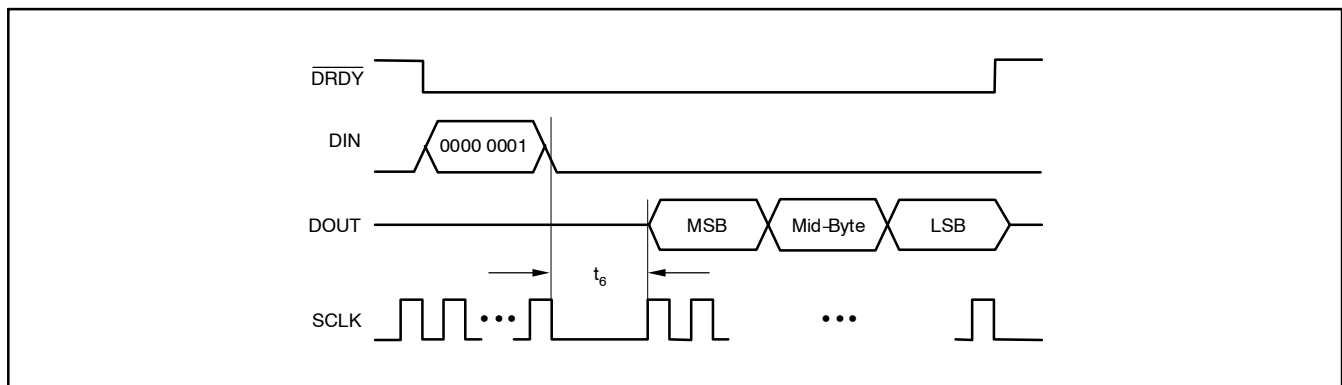 DRDY
DIN
0000 0001
DOUT
MSB
Mid–Byte
LSB
t6
SCLK